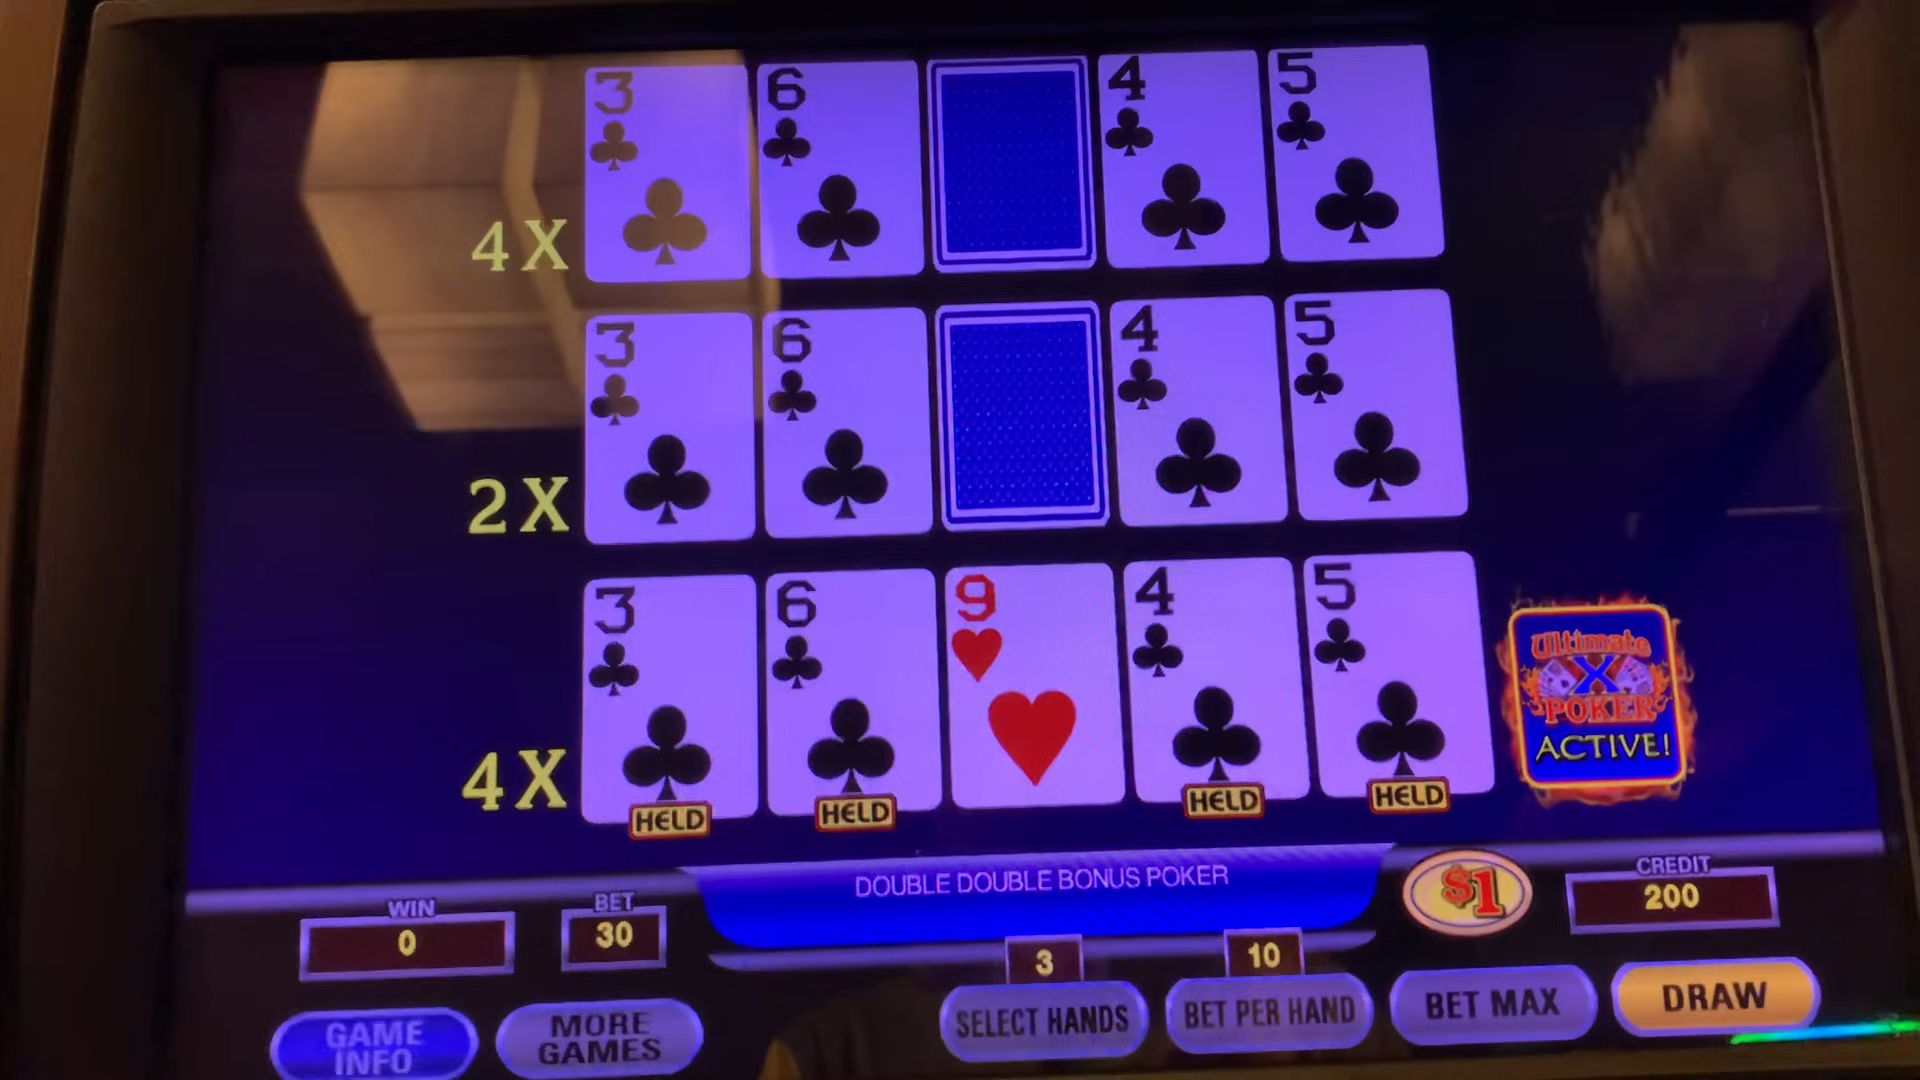 3 6 4 5
4X
3 6 4 5
2X
3 6 9 4 5
4X
HELD HELD HELD HELD
Ultimate
X
POKER
ACTIVE!
DOUBLE DOUBLE BONUS POKER
$1
CREDIT
200
WIN
0
BET
30
3
10
GAME
INFO
MORE
GAMES
SELECT HANDS
BET PER HAND
BET MAX
DRAW